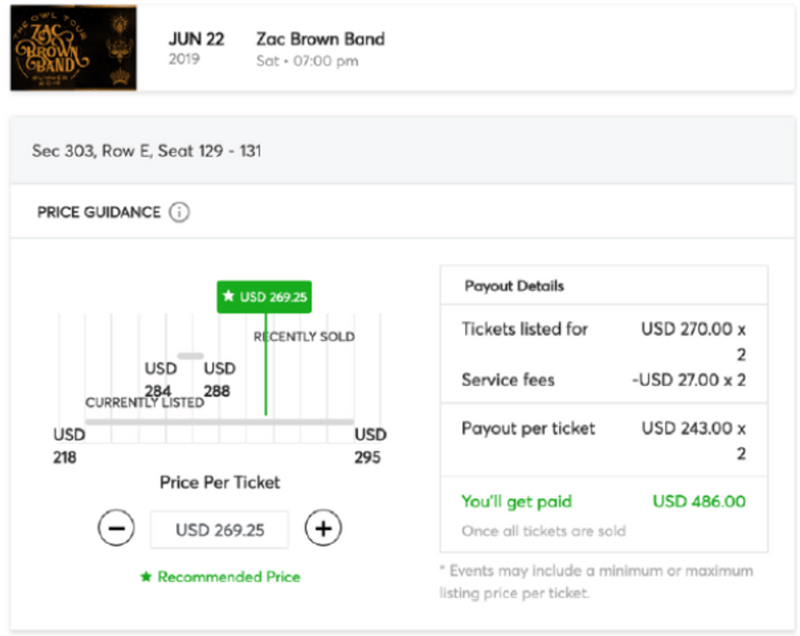 THE OWL TOUR
ZAC
BROWN
BAND
SUMMER
2019
JUN 22
2019
Zac Brown Band
Sat • 07:00 pm
Sec 303, Row E, Seat 129 - 131
PRICE GUIDANCE
USD 269.25
RECENTLY SOLD
USD 284
USD 288
CURRENTLY LISTED
USD 218
USD 295
Price Per Ticket
USD 269.25
Recommended Price
Payout Details
Tickets listed for USD 270.00 x 2
Service fees -USD 27.00 x 2
Payout per ticket USD 243.00 x 2
You'll get paid USD 486.00
Once all tickets are sold
* Events may include a minimum or maximum
listing price per ticket.